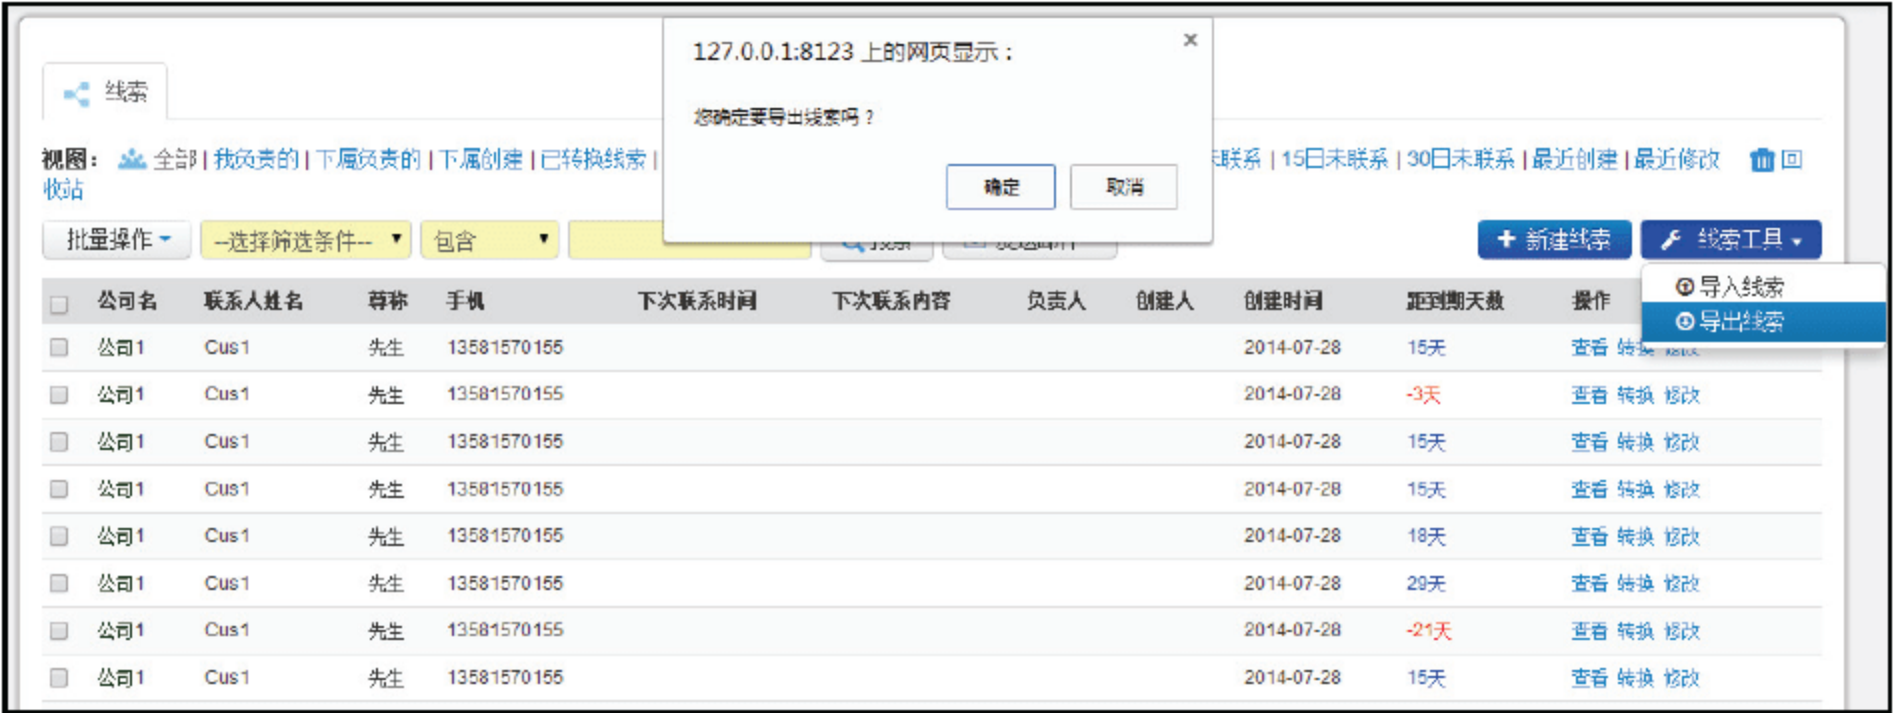 127.0.0.1:8123 上的网页显示：
您确定要导出线索吗？
确定 取消
线索
视图： 全部 | 我负责的 | 下属负责的 | 下属创建 | 已转换线索 | 未联系 | 15日未联系 | 30日未联系 | 最近创建 | 最近修改 回
收站
批量操作 --选择筛选条件-- 包含 新建线索 线索工具
导入线索
导出线索
公司名 联系人姓名 尊称 手机 下次联系时间 下次联系内容 负责人 创建人 创建时间 距到期天数 操作
公司1 Cus1 先生 13581570155 2014-07-28 15天 查看 转换 修改
公司1 Cus1 先生 13581570155 2014-07-28 -3天 查看 转换 修改
公司1 Cus1 先生 13581570155 2014-07-28 15天 查看 转换 修改
公司1 Cus1 先生 13581570155 2014-07-28 15天 查看 转换 修改
公司1 Cus1 先生 13581570155 2014-07-28 18天 查看 转换 修改
公司1 Cus1 先生 13581570155 2014-07-28 29天 查看 转换 修改
公司1 Cus1 先生 13581570155 2014-07-28 -21天 查看 转换 修改
公司1 Cus1 先生 13581570155 2014-07-28 15天 查看 转换 修改